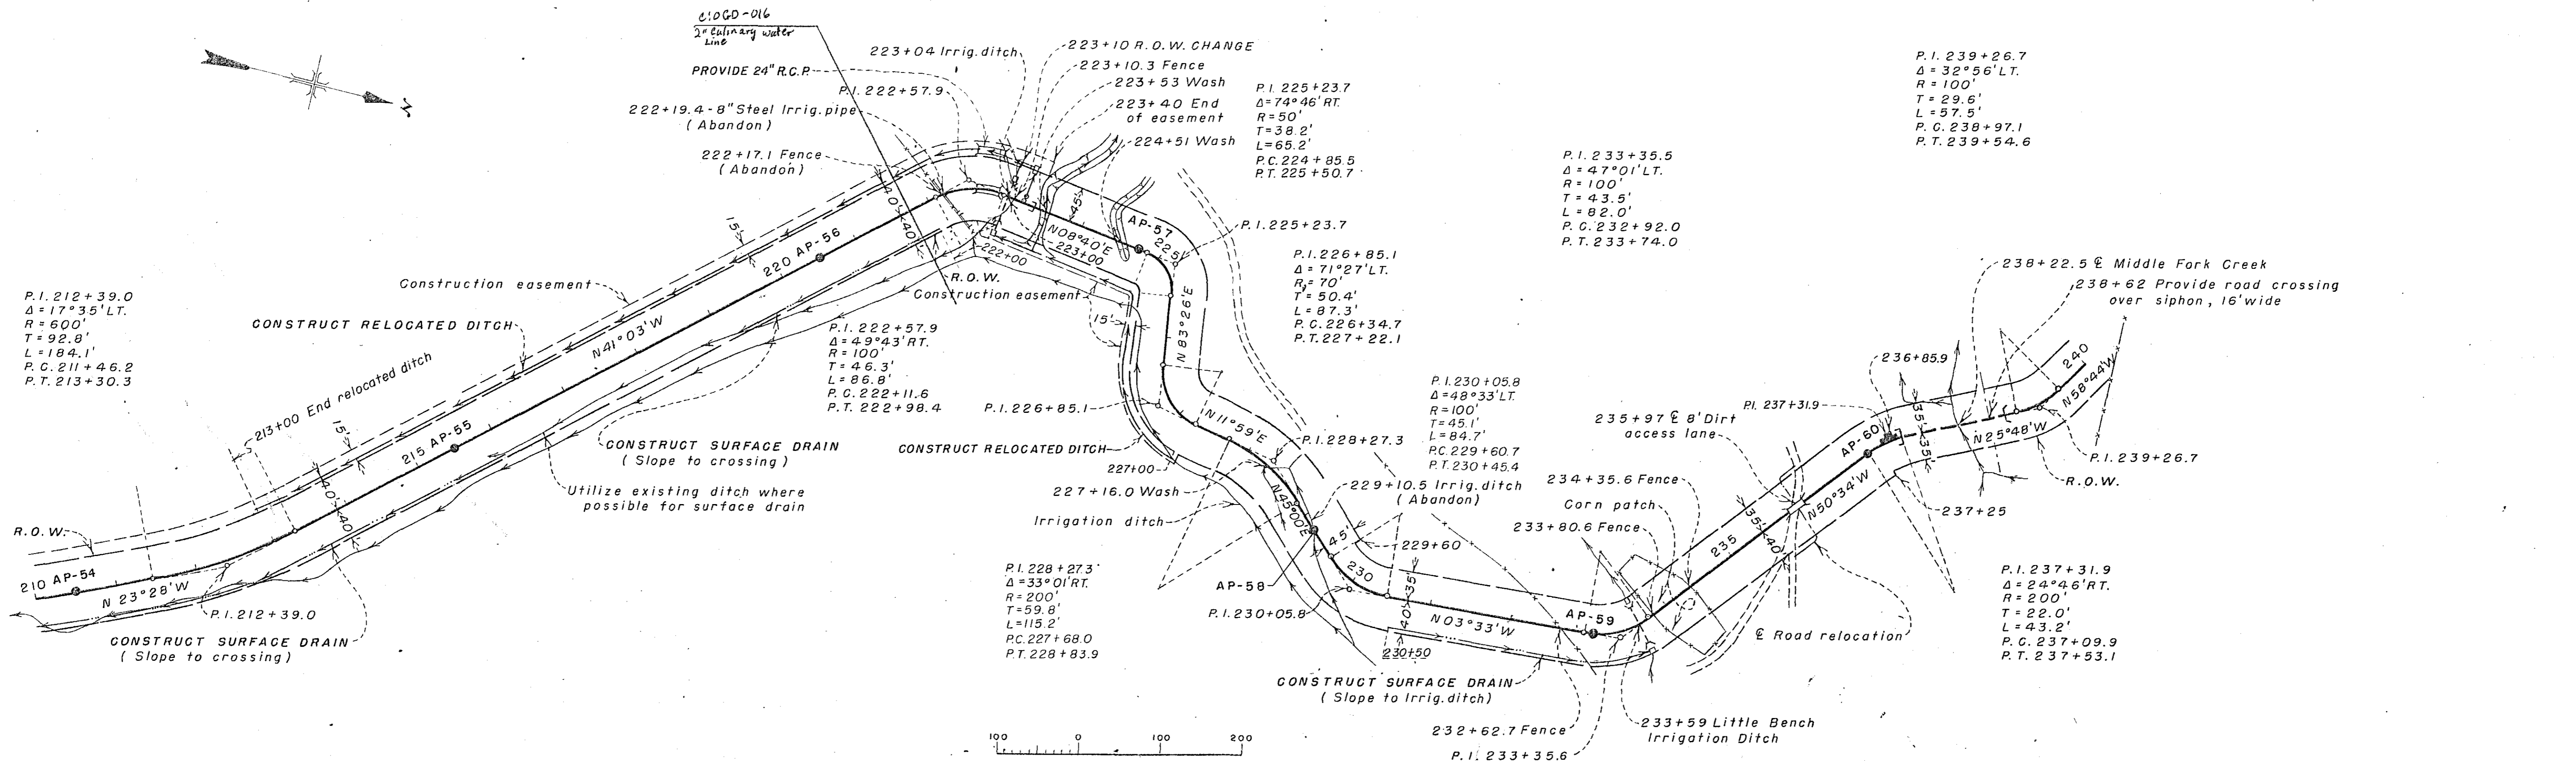 C:OGD-016
2" Culinary water
Line
223+04 Irrig. ditch
223+10 R.O.W. CHANGE
PROVIDE 24" R.C.P.
223+10.3 Fence
P.I. 222+57.9
223+53 Wash
222+19.4-8" Steel Irrig. pipe
(Abandon)
223+40 End
of easement
224+51 Wash
222+17.1 Fence
(Abandon)
P.I. 225+23.7
Δ=74°46' RT.
R=50'
T=38.2'
L=65.2'
P.C. 224+85.5
P.T. 225+50.7
P.I. 239+26.7
Δ = 32°56' LT.
R = 100'
T = 29.6'
L = 57.5'
P.C. 238+97.1
P.T. 239+54.6
P.I. 233+35.5
Δ = 47°01' LT.
R = 100'
T = 43.5'
L = 82.0'
P.C. 232+92.0
P.T. 233+74.0
40'
40'
45'
15'
AP-57
225
P.I. 225+23.7
220 AP-56
N08°40'E
222+00
223+00
R.O.W.
Construction easement
Construction easement
15'
N 83°26'E
P.I. 226+85.1
Δ = 71°27' LT.
R = 70'
T = 50.4'
L = 87.3'
P.C. 226+34.7
P.T. 227+22.1
238+22.5 ℄ Middle Fork Creek
238+62 Provide road crossing
over siphon, 16' wide
P.I. 212+39.0
Δ = 17°35' LT.
R = 600'
T = 92.8'
L = 184.1'
P.C. 211+46.2
P.T. 213+30.3
CONSTRUCT RELOCATED DITCH
N41°03'W
213+00 End relocated ditch
P.I. 222+57.9
Δ = 49°43' RT.
R = 100'
T = 46.3'
L = 86.8'
P.C. 222+11.6
P.T. 222+98.4
P.I. 226+85.1
N11°59'E
P.I. 230+05.8
Δ=48°33' LT.
R=100'
T=45.1'
L=84.7'
P.C. 229+60.7
P.T. 230+45.4
236+85.9
P.I. 237+31.9
235+97 ℄ 8' Dirt
access lane
240
N58°44'W
35'
35'
AP-60
N25°48'W
P.I. 239+26.7
R.O.W.
15'
215 AP-55
CONSTRUCT SURFACE DRAIN
(Slope to crossing)
CONSTRUCT RELOCATED DITCH
227+00
P.I. 228+27.3
227+16.0 Wash
Irrigation ditch
N45°00'E
229+10.5 Irrig. ditch
(Abandon)
234+35.6 Fence
Corn patch
233+80.6 Fence
N50°34'W
237+25
40'
40'
Utilize existing ditch where
possible for surface drain
R.O.W.
45'
229+60
35'
40'
235
210 AP-54
N 23°28'W
P.I. 212+39.0
CONSTRUCT SURFACE DRAIN
(Slope to crossing)
P.I. 228+27.3
Δ=33°01' RT.
R=200'
T=59.8'
L=115.2'
P.C. 227+68.0
P.T. 228+83.9
AP-58
230
P.I. 230+05.8
35'
40'
N03°33'W
230+50
AP-59
℄ Road relocation
P.I. 237+31.9
Δ = 24°46' RT.
R = 200'
T = 22.0'
L = 43.2'
P.C. 237+09.9
P.T. 237+53.1
CONSTRUCT SURFACE DRAIN
(Slope to Irrig. ditch)
232+62.7 Fence
P.I. 233+35.6
233+59 Little Bench
Irrigation Ditch
100 0 100 200